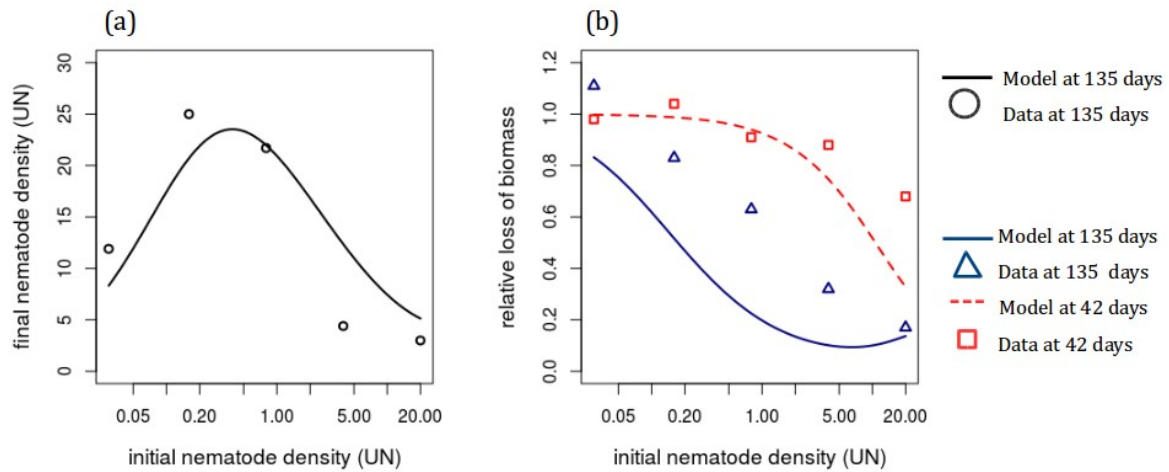 (a)
final nematode density (UN)
30
25
20
15
10
5
0
0.05 0.20 1.00 5.00 20.00
initial nematode density (UN)
(b)
relative loss of biomass
1.2
1.0
0.8
0.6
0.4
0.2
0.0
0.05 0.20 1.00 5.00 20.00
initial nematode density (UN)
Model at 135 days
Data at 135 days
Model at 135 days
Data at 135 days
Model at 42 days
Data at 42 days